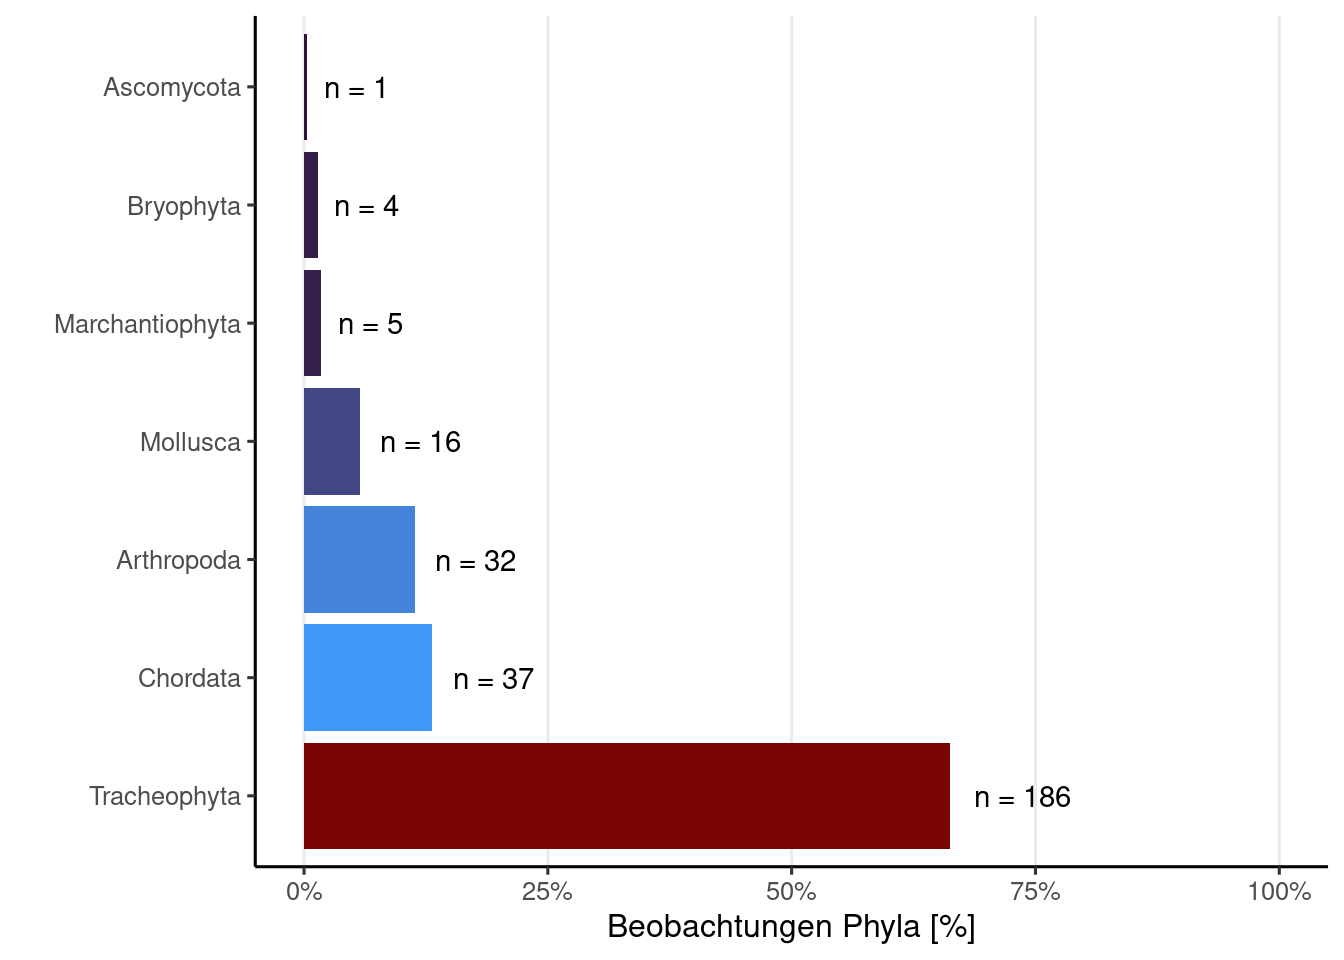 Ascomycota n = 1
Bryophyta n = 4
Marchantiophyta n = 5
Mollusca n = 16
Arthropoda n = 32
Chordata n = 37
Tracheophyta n = 186
0% 25% 50% 75% 100%
Beobachtungen Phyla [%]